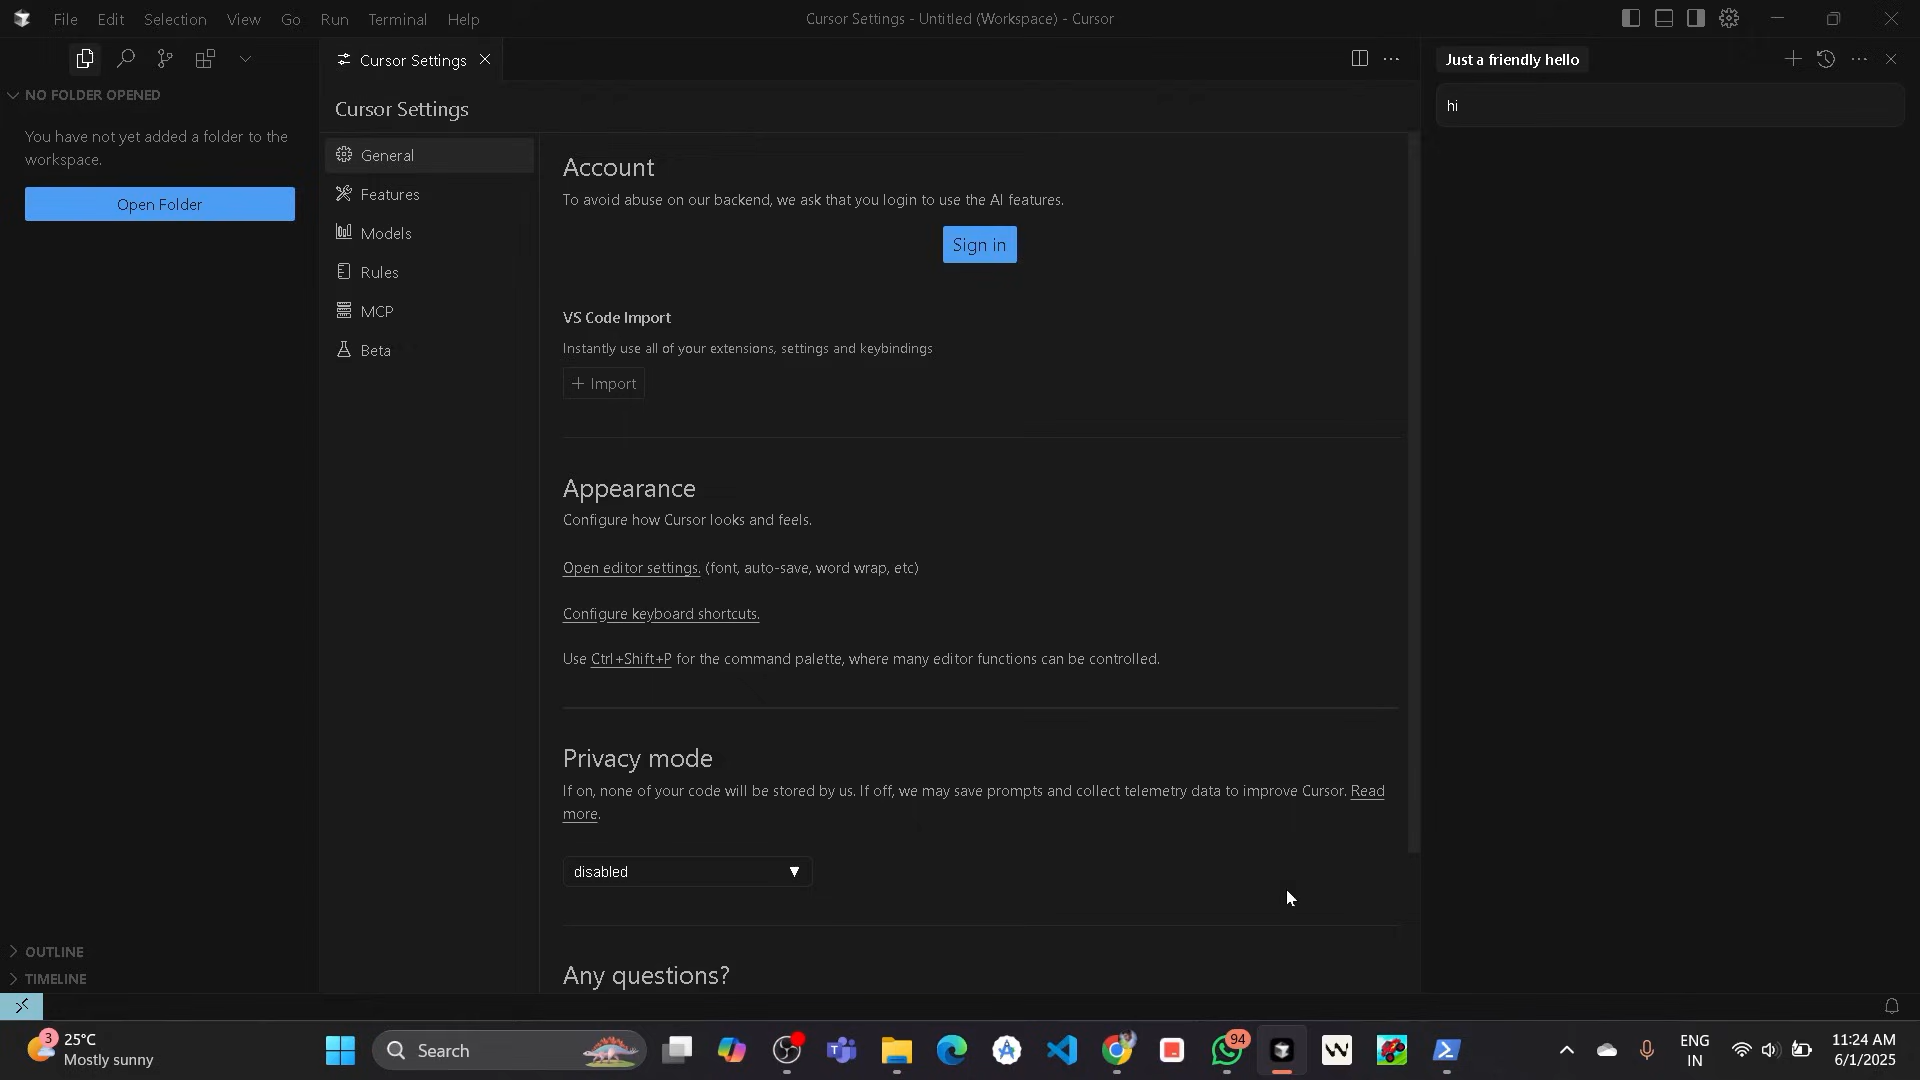 File Edit Selection View Go Run Terminal Help
Cursor Settings - Untitled (Workspace) - Cursor
NO FOLDER OPENED
You have not yet added a folder to the
workspace.
Open Folder
OUTLINE
TIMELINE
Cursor Settings
Cursor Settings
General
Features
Models
Rules
MCP
Beta
Account
To avoid abuse on our backend, we ask that you login to use the AI features.
Sign in
VS Code Import
Instantly use all of your extensions, settings and keybindings
+ Import
Appearance
Configure how Cursor looks and feels.
Open editor settings. (font, auto-save, word wrap, etc)
Configure keyboard shortcuts.
Use Ctrl+Shift+P for the command palette, where many editor functions can be controlled.
Privacy mode
If on, none of your code will be stored by us. If off, we may save prompts and collect telemetry data to improve Cursor. Read
more.
disabled
Any questions?
Just a friendly hello
hi
3
25°C
Mostly sunny
Search
94
ENG
IN
11:24 AM
6/1/2025